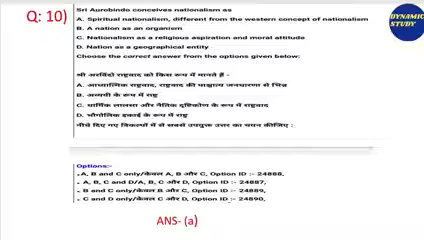 Q: 10)
DYNAMIC
STUDY
Sri Aurobindo conceives nationalism as
A. Spiritual nationalism, different from the western concept of nationalism
B. A nation as an organism
C. Nationalism as a religious aspiration and moral attitude
D. Nation as a geographical entity
Choose the correct answer from the options given below:
श्री अरविंदो राष्ट्रवाद को किस रूप में मानते हैं -
A. आध्यात्मिक राष्ट्रवाद, राष्ट्रवाद की पाश्चात्य अवधारणा से भिन्न
B. अवयवी के रूप में राष्ट्र
C. धार्मिक लालसा और नैतिक दृष्टिकोण के रूप में राष्ट्रवाद
D. भौगोलिक इकाई के रूप में राष्ट्र
नीचे दिए गए विकल्पों में से सबसे उपयुक्त उत्तर का चयन कीजिए :
Options:-
A, B and C only/केवल A, B और C, Option ID :- 24888,
A, B, C and D/A, B, C और D, Option ID :- 24887,
B and C only/केवल B और C, Option ID :- 24889,
C and D only/केवल C और D, Option ID :- 24890,
ANS- (a)